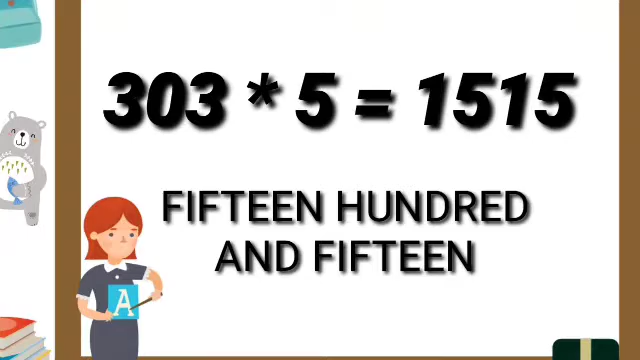 303 * 5 = 1515
FIFTEEN HUNDRED
AND FIFTEEN
A